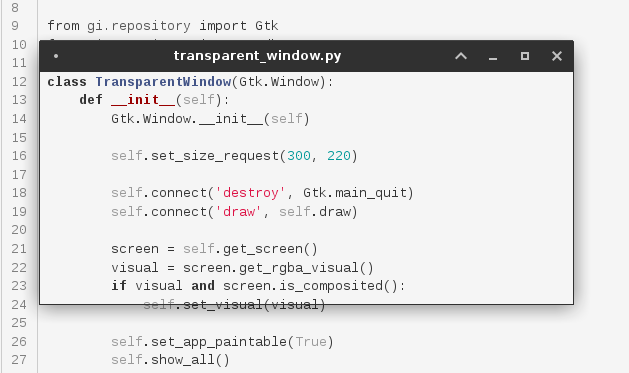 8
9 from gi.repository import Gtk
10
transparent_window.py
11
12 class TransparentWindow(Gtk.Window):
13 def __init__(self):
14 Gtk.Window.__init__(self)
15
16 self.set_size_request(300, 220)
17
18 self.connect('destroy', Gtk.main_quit)
19 self.connect('draw', self.draw)
20
21 screen = self.get_screen()
22 visual = screen.get_rgba_visual()
23 if visual and screen.is_composited():
24 self.set_visual(visual)
25
26 self.set_app_paintable(True)
27 self.show_all()